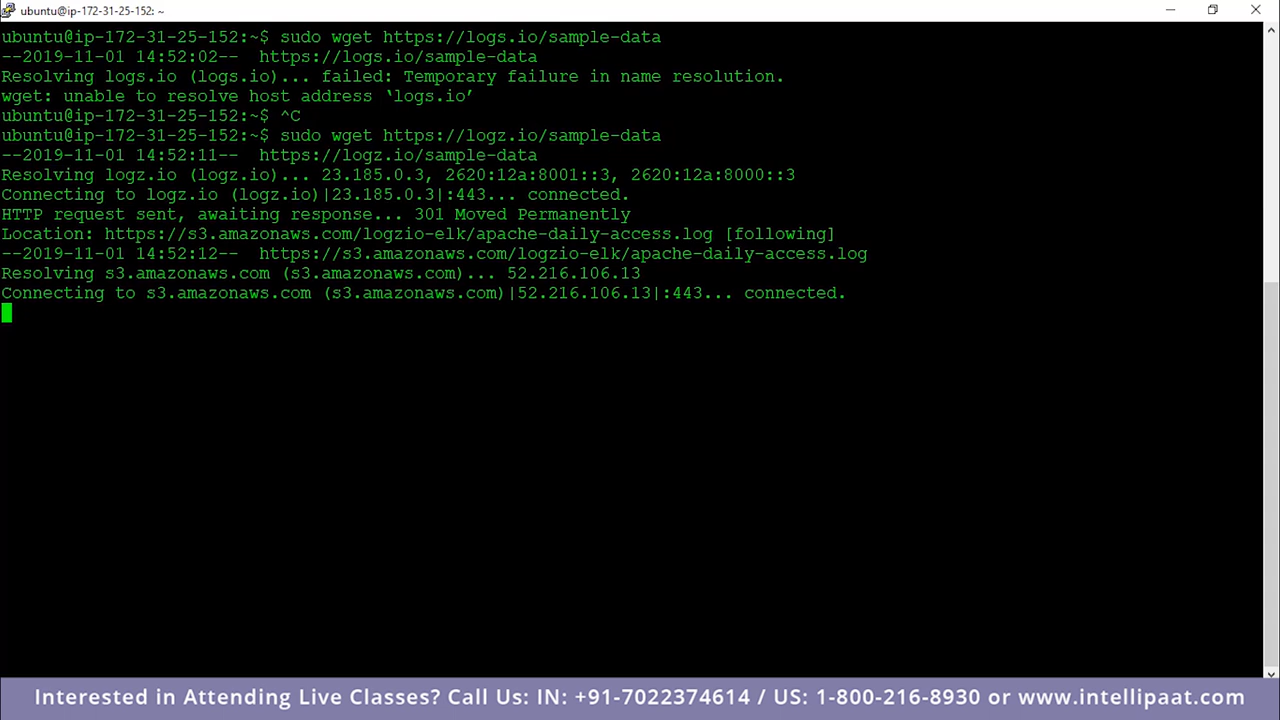 ubuntu@ip-172-31-25-152: ~
ubuntu@ip-172-31-25-152:~$ sudo wget https://logs.io/sample-data
--2019-11-01 14:52:02--  https://logs.io/sample-data
Resolving logs.io (logs.io)... failed: Temporary failure in name resolution.
wget: unable to resolve host address ‘logs.io’
ubuntu@ip-172-31-25-152:~$ ^C
ubuntu@ip-172-31-25-152:~$ sudo wget https://logz.io/sample-data
--2019-11-01 14:52:11--  https://logz.io/sample-data
Resolving logz.io (logz.io)... 23.185.0.3, 2620:12a:8001::3, 2620:12a:8000::3
Connecting to logz.io (logz.io)|23.185.0.3|:443... connected.
HTTP request sent, awaiting response... 301 Moved Permanently
Location: https://s3.amazonaws.com/logzio-elk/apache-daily-access.log [following]
--2019-11-01 14:52:12--  https://s3.amazonaws.com/logzio-elk/apache-daily-access.log
Resolving s3.amazonaws.com (s3.amazonaws.com)... 52.216.106.13
Connecting to s3.amazonaws.com (s3.amazonaws.com)|52.216.106.13|:443... connected.
Interested in Attending Live Classes? Call Us: IN: +91-7022374614 / US: 1-800-216-8930 or www.intellipaat.com